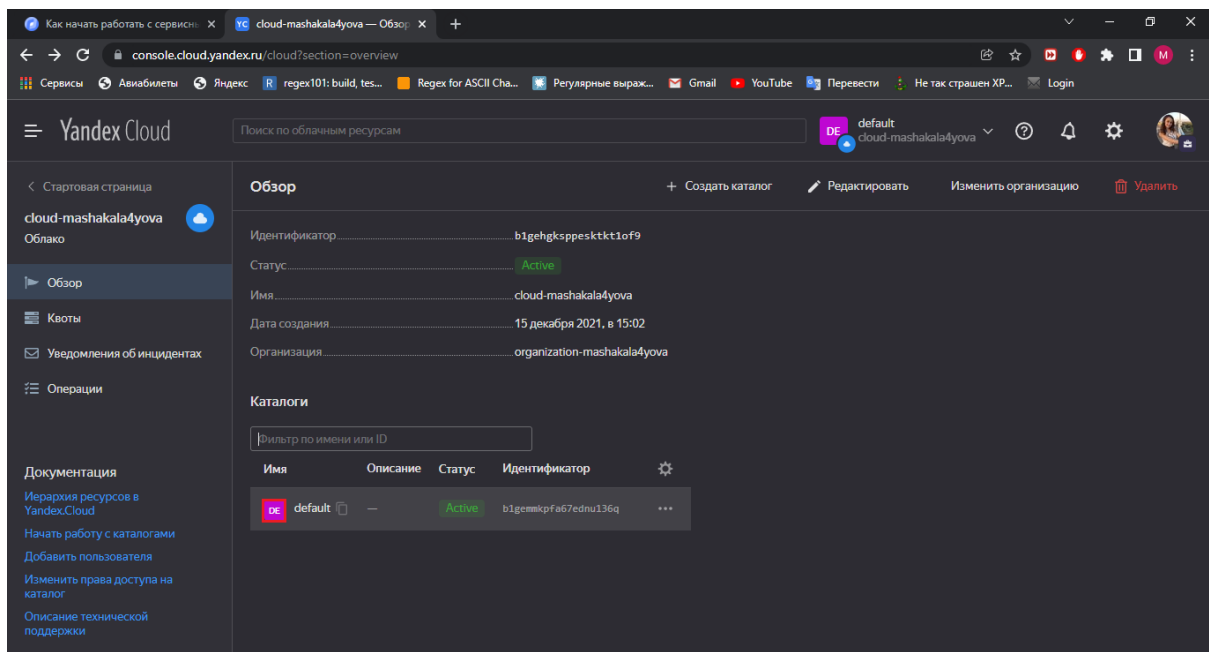 Как начать работать с сервисн
cloud-mashakala4yova — Обзор
console.cloud.yandex.ru/cloud?section=overview
M
Сервисы Авиабилеты Яндекс regex101: build, tes... Regex for ASCII Cha... Регулярные выраж... Gmail YouTube Перевести Не так страшен XP... Login
Yandex Cloud
Поиск по облачным ресурсам
DE
default
cloud-mashakala4yova
Стартовая страница
cloud-mashakala4yova
Облако
Обзор
Квоты
Уведомления об инцидентах
Операции
Документация
Иерархия ресурсов в
Yandex.Cloud
Начать работу с каталогами
Добавить пользователя
Изменить права доступа на
каталог
Описание технической
поддержки
Обзор
+ Создать каталог Редактировать Изменить организацию Удалить
Идентификатор b1gehgksppesktkt1of9
Статус Active
Имя cloud-mashakala4yova
Дата создания 15 декабря 2021, в 15:02
Организация organization-mashakala4yova
Каталоги
Фильтр по имени или ID
Имя Описание Статус Идентификатор
DE default — Active b1gemmkpfa67ednu136q